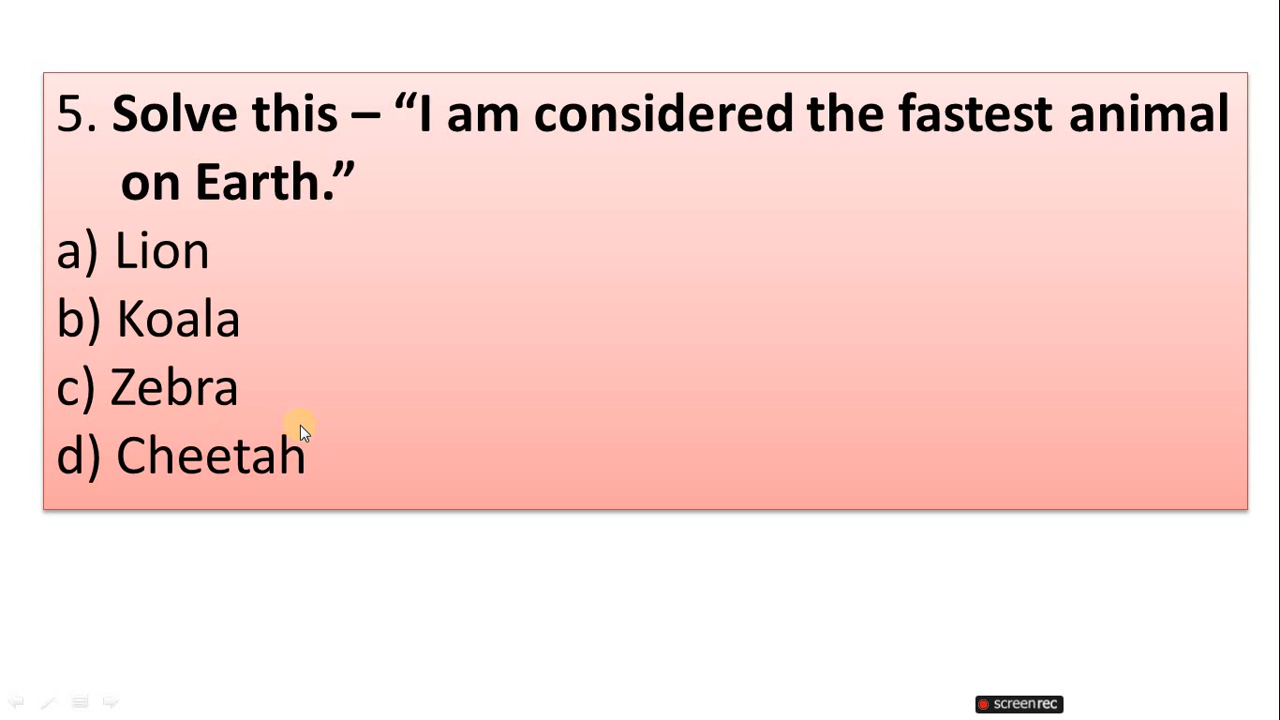 5. Solve this – “I am considered the fastest animal
on Earth.”
a) Lion
b) Koala
c) Zebra
d) Cheetah
screenrec